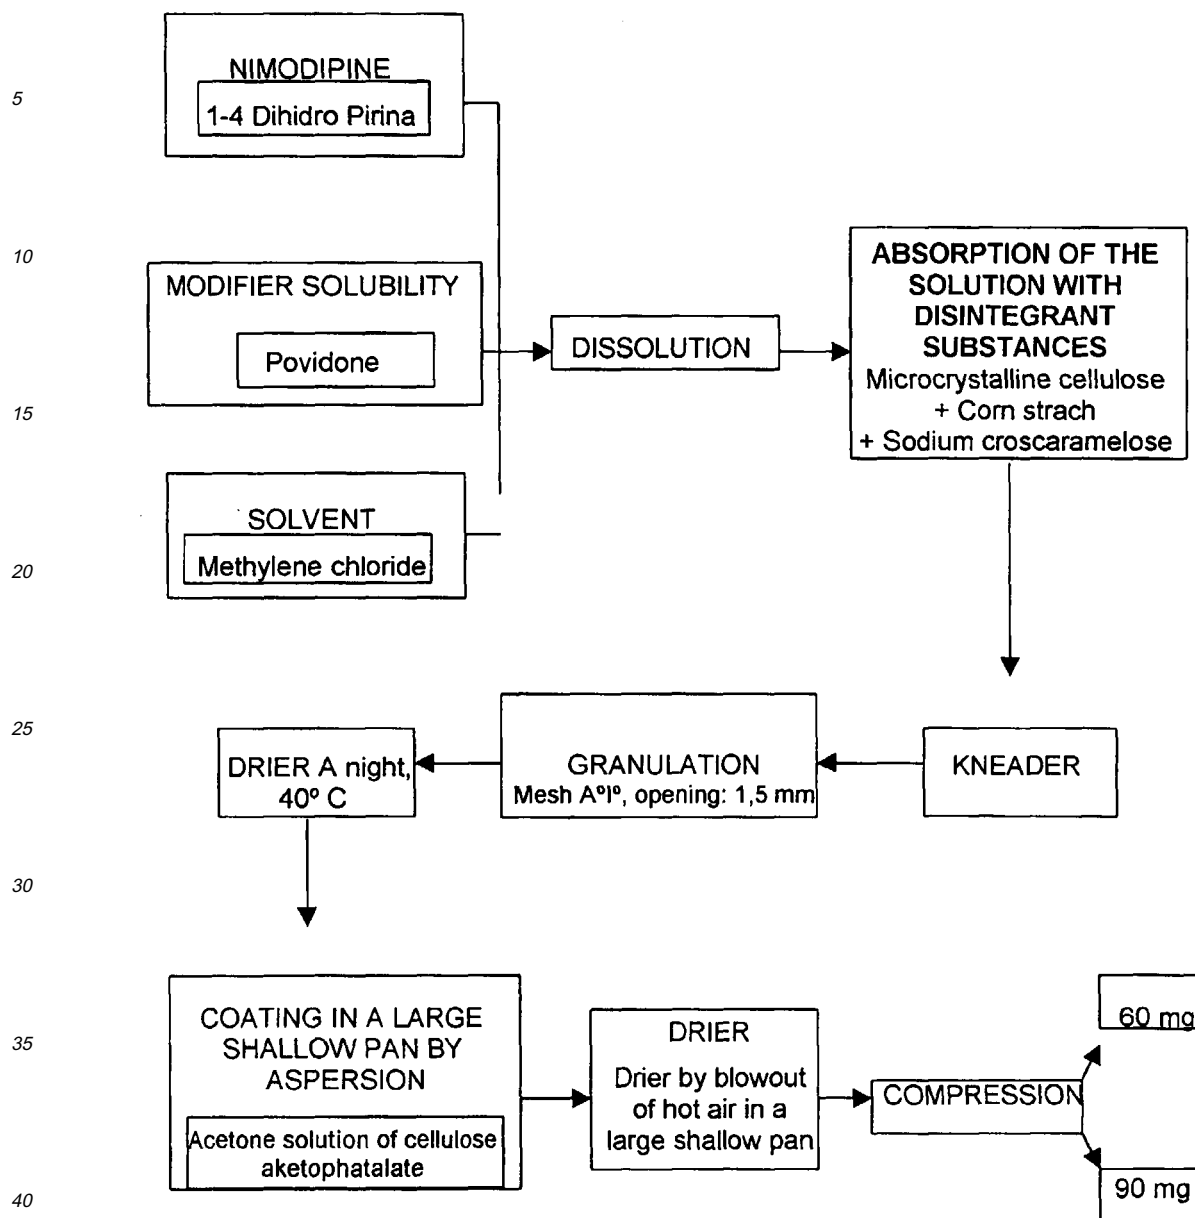 5
NIMODIPINE
1-4 Dihidro Pirina
10
MODIFIER SOLUBILITY
Povidone
15
SOLVENT
Methylene chloride
20
DISSOLUTION
ABSORPTION OF THE
SOLUTION WITH
DISINTEGRANT
SUBSTANCES
Microcrystalline cellulose
+ Corn strach
+ Sodium croscaramelose
25
KNEADER
GRANULATION
Mesh AºIº, opening: 1,5 mm
DRIER A night,
40º C
30
35
COATING IN A LARGE
SHALLOW PAN BY
ASPERSION
Acetone solution of cellulose
aketophatalate
DRIER
Drier by blowout
of hot air in a
large shallow pan
COMPRESSION
60 mg
90 mg
40